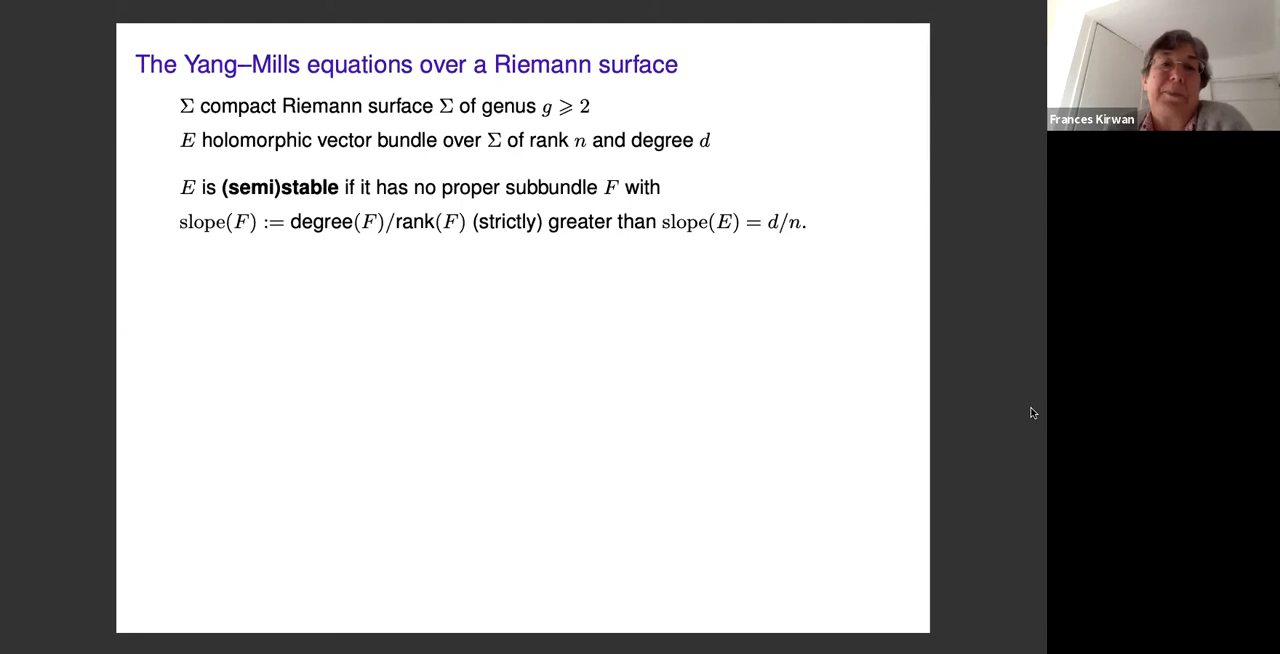 The Yang–Mills equations over a Riemann surface
Σ compact Riemann surface Σ of genus g ⩾ 2
E holomorphic vector bundle over Σ of rank n and degree d
E is (semi)stable if it has no proper subbundle F with
slope(F) := degree(F)/rank(F) (strictly) greater than slope(E) = d/n.
Frances Kirwan